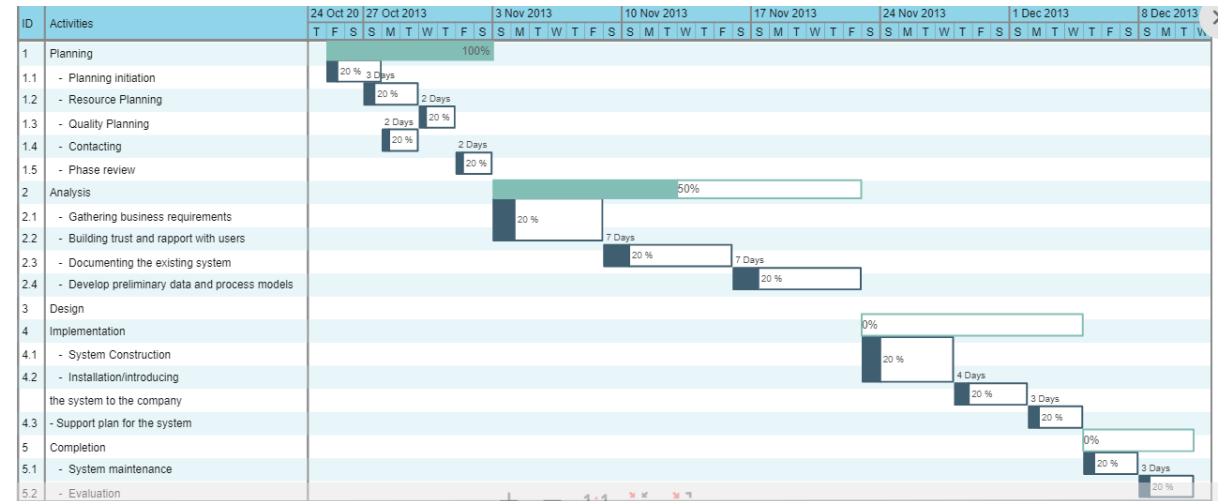 ID Activities 24 Oct 20 27 Oct 2013 3 Nov 2013 10 Nov 2013 17 Nov 2013 24 Nov 2013 1 Dec 2013 8 Dec 2013
T F S S M T W T F S S M T W T F S S M T W T F S S M T W T F S S M T W T F S S M T W T F S S M T W
1 Planning 100%
1.1 - Planning initiation 20 % 3 Days
1.2 - Resource Planning 20 % 2 Days
1.3 - Quality Planning 2 Days 20 %
1.4 - Contacting 20 % 2 Days
1.5 - Phase review 20 %
2 Analysis 50%
2.1 - Gathering business requirements 20 %
2.2 - Building trust and rapport with users 7 Days
2.3 - Documenting the existing system 20 % 7 Days
2.4 - Develop preliminary data and process models 20 %
3 Design
4 Implementation 0%
4.1 - System Construction 20 %
4.2 - Installation/introducing 4 Days
the system to the company 20 % 3 Days
4.3 - Support plan for the system 20 %
5 Completion 0%
5.1 - System maintenance 20 % 3 Days
5.2 - Evaluation 20 %
1:1